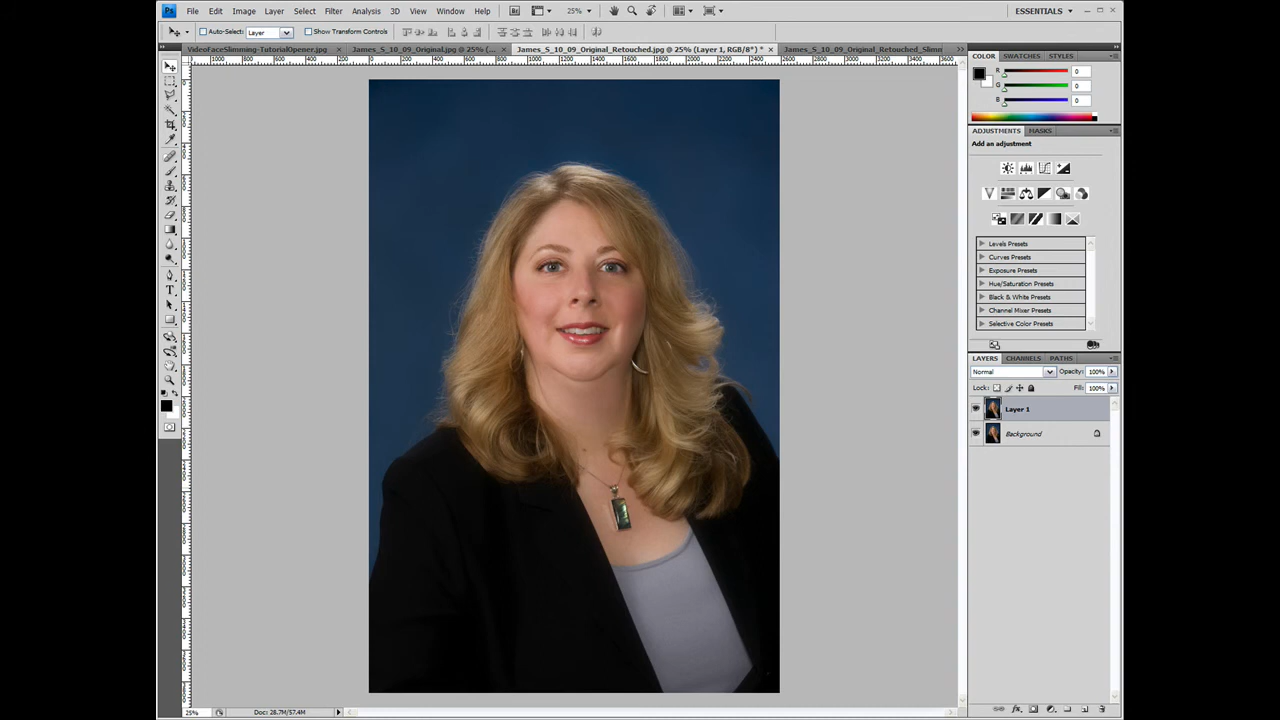 Ps File Edit Image Layer Select Filter Analysis 3D View Window Help Br 25% ESSENTIALS
Auto-Select: Layer Show Transform Controls
VideoFaceSlimming-TutorialOpener.jpg × James_S_10_09_Original.jpg @ 25% (... × James_S_10_09_Original_Retouched.jpg @ 25% (Layer 1, RGB/8*) * × James_S_10_09_Original_Retouched_Slimm
COLOR SWATCHES STYLES
R 0
G 0
B 0
ADJUSTMENTS MASKS
Add an adjustment
Levels Presets
Curves Presets
Exposure Presets
Hue/Saturation Presets
Black & White Presets
Channel Mixer Presets
Selective Color Presets
LAYERS CHANNELS PATHS
Normal Opacity: 100%
Lock: Fill: 100%
Layer 1
Background
25% Doc: 28.7M/57.4M